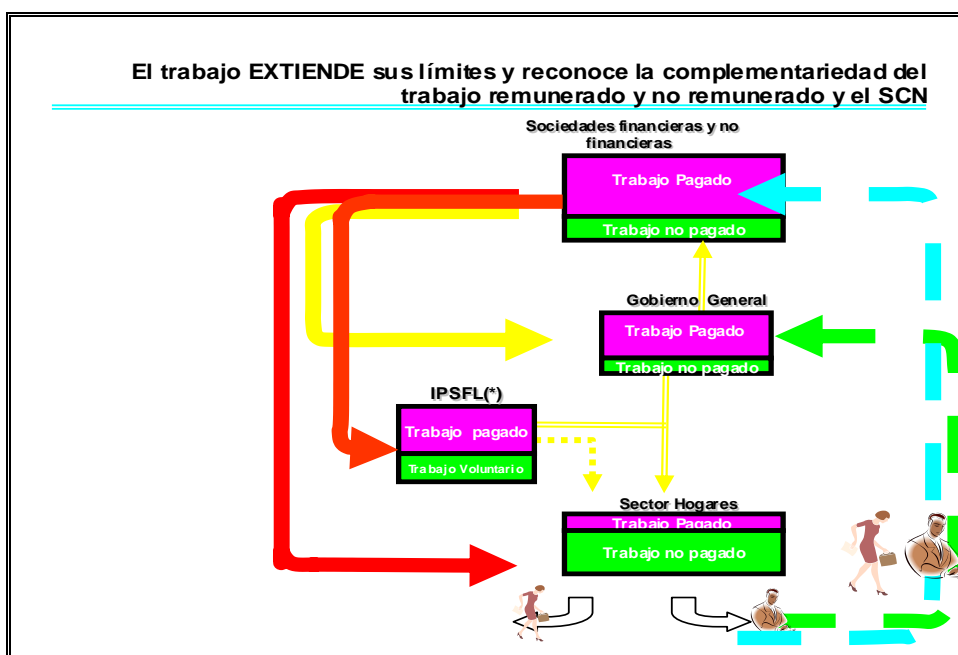 El trabajo EXTIENDE sus límites y reconoce la complementariedad del
trabajo remunerado y no remunerado y el SCN
Sociedades financieras y no
financieras
Trabajo Pagado
Trabajo no pagado
Gobierno General
Trabajo Pagado
Trabajo no pagado
IPSFL(*)
Trabajo pagado
Trabajo Voluntario
Sector Hogares
Trabajo Pagado
Trabajo no pagado